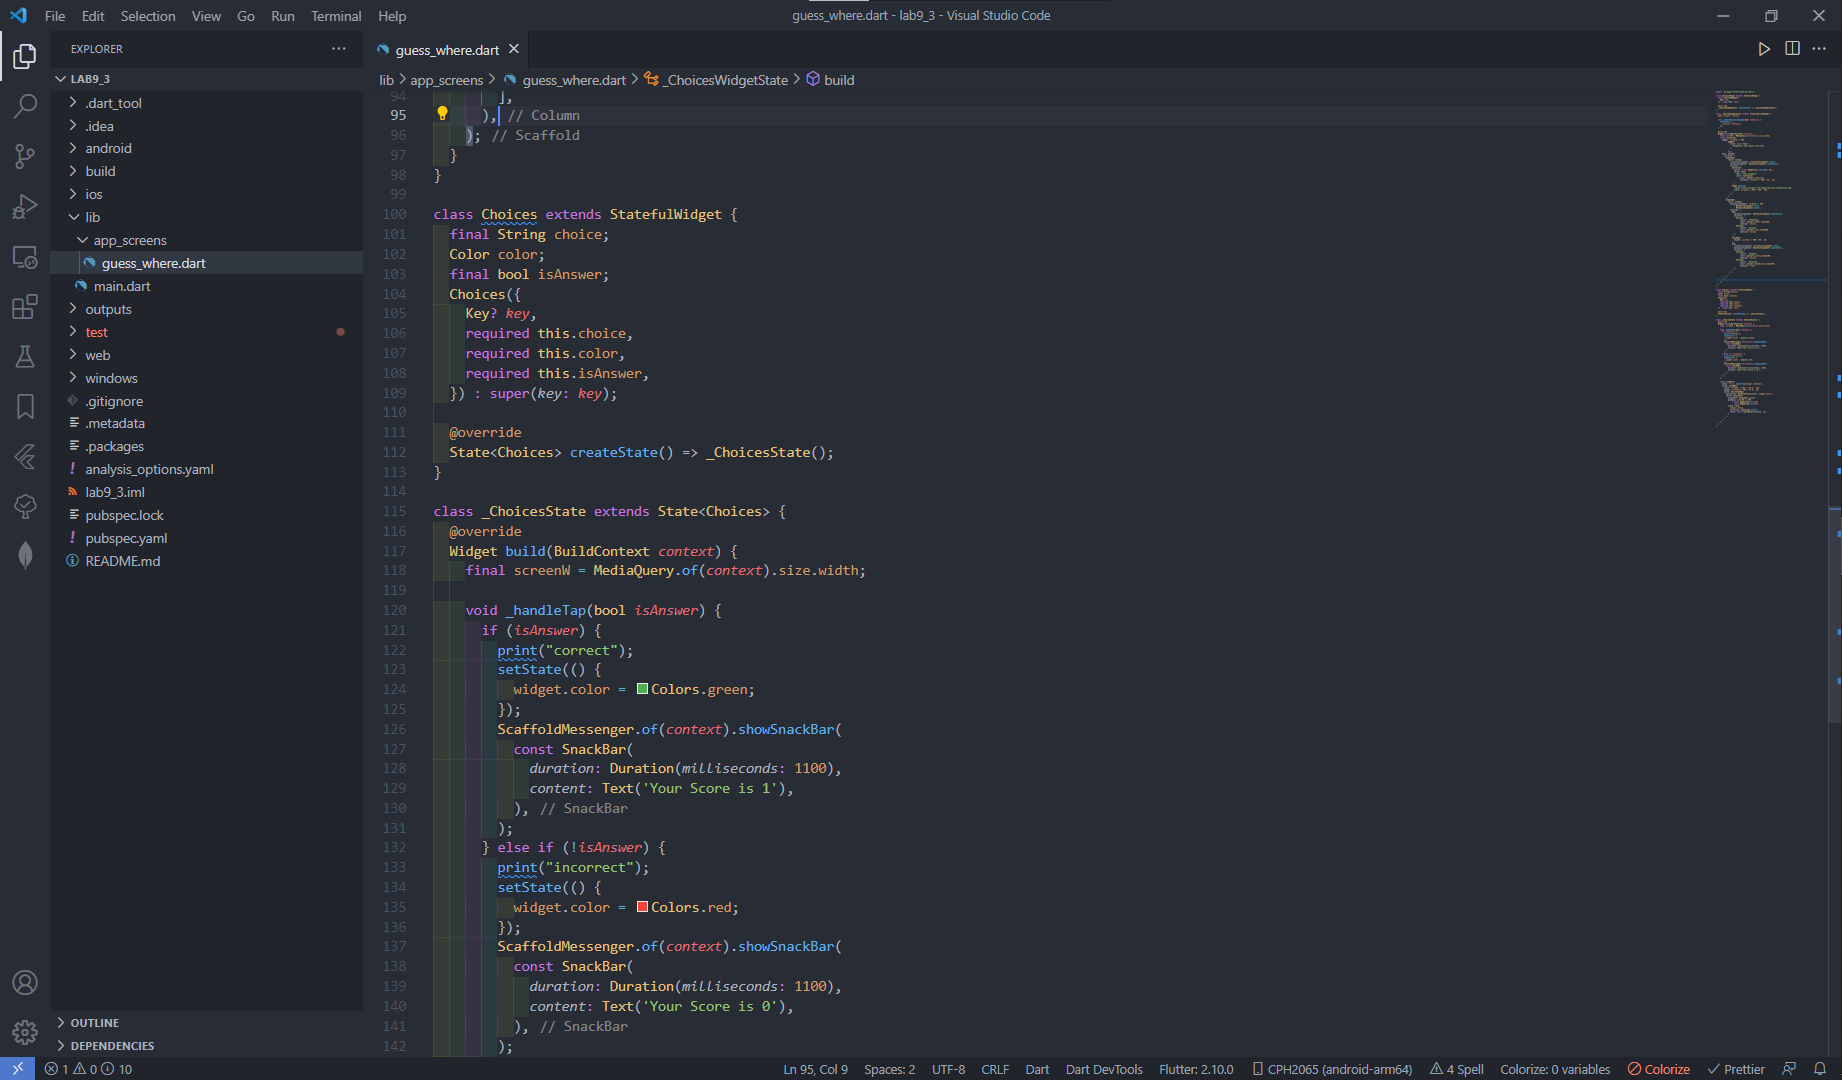 File Edit Selection View Go Run Terminal Help
guess_where.dart - lab9_3 - Visual Studio Code
EXPLORER
LAB9_3
.dart_tool
.idea
android
build
ios
lib
app_screens
guess_where.dart
main.dart
outputs
test
web
windows
.gitignore
.metadata
.packages
analysis_options.yaml
lab9_3.iml
pubspec.lock
pubspec.yaml
README.md
OUTLINE
DEPENDENCIES
guess_where.dart
lib > app_screens > guess_where.dart > _ChoicesWidgetState > build
94 ],
95 ), // Column
96 ); // Scaffold
97 }
98 }
99
100 class Choices extends StatefulWidget {
101 final String choice;
102 Color color;
103 final bool isAnswer;
104 Choices({
105 Key? key,
106 required this.choice,
107 required this.color,
108 required this.isAnswer,
109 }) : super(key: key);
110
111 @override
112 State<Choices> createState() => _ChoicesState();
113 }
114
115 class _ChoicesState extends State<Choices> {
116 @override
117 Widget build(BuildContext context) {
118 final screenW = MediaQuery.of(context).size.width;
119
120 void _handleTap(bool isAnswer) {
121 if (isAnswer) {
122 print("correct");
123 setState(() {
124 widget.color = Colors.green;
125 });
126 ScaffoldMessenger.of(context).showSnackBar(
127 const SnackBar(
128 duration: Duration(milliseconds: 1100),
129 content: Text('Your Score is 1'),
130 ), // SnackBar
131 );
132 } else if (!isAnswer) {
133 print("incorrect");
134 setState(() {
135 widget.color = Colors.red;
136 });
137 ScaffoldMessenger.of(context).showSnackBar(
138 const SnackBar(
139 duration: Duration(milliseconds: 1100),
140 content: Text('Your Score is 0'),
141 ), // SnackBar
142 );
1 0 10
Ln 95, Col 9 Spaces: 2 UTF-8 CRLF Dart Dart DevTools Flutter: 2.10.0 CPH2065 (android-arm64) 4 Spell Colorize: 0 variables Colorize Prettier